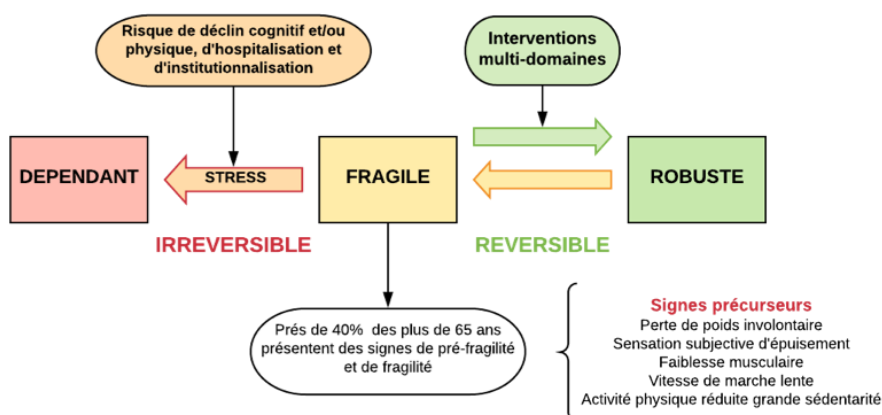 Risque de déclin cognitif et/ou
physique, d'hospitalisation et
d'institutionnalisation
Interventions
multi-domaines
DEPENDANT
STRESS
FRAGILE
ROBUSTE
IRREVERSIBLE
REVERSIBLE
Prés de 40% des plus de 65 ans
présentent des signes de pré-fragilité
et de fragilité
Signes précurseurs
Perte de poids involontaire
Sensation subjective d'épuisement
Faiblesse musculaire
Vitesse de marche lente
Activité physique réduite grande sédentarité